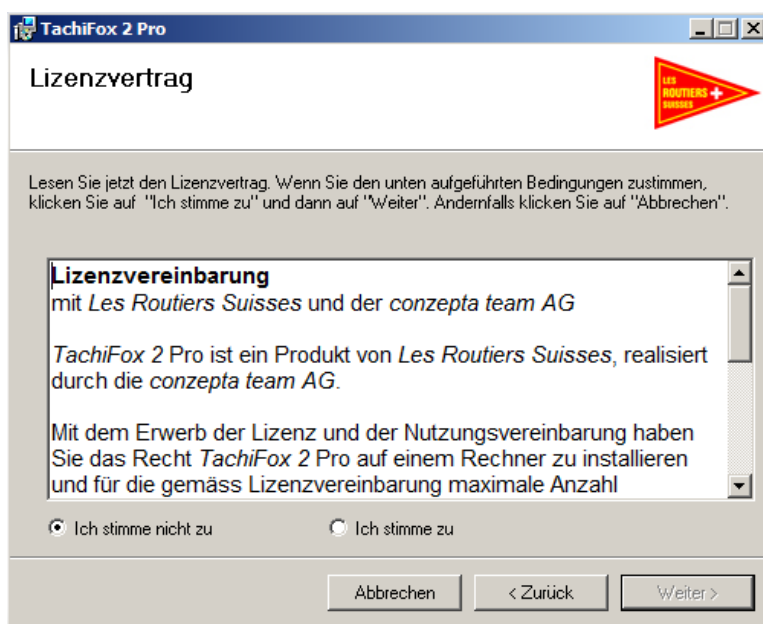 TachiFox 2 Pro
Lizenzvertrag
LES
ROUTIERS
SUISSES
Lesen Sie jetzt den Lizenzvertrag. Wenn Sie den unten aufgeführten Bedingungen zustimmen,
klicken Sie auf "Ich stimme zu" und dann auf "Weiter". Andernfalls klicken Sie auf "Abbrechen".
Lizenzvereinbarung
mit Les Routiers Suisses und der conzepta team AG
TachiFox 2 Pro ist ein Produkt von Les Routiers Suisses, realisiert
durch die conzepta team AG.
Mit dem Erwerb der Lizenz und der Nutzungsvereinbarung haben
Sie das Recht TachiFox 2 Pro auf einem Rechner zu installieren
und für die gemäss Lizenzvereinbarung maximale Anzahl
Ich stimme nicht zu Ich stimme zu
Abbrechen < Zurück Weiter >